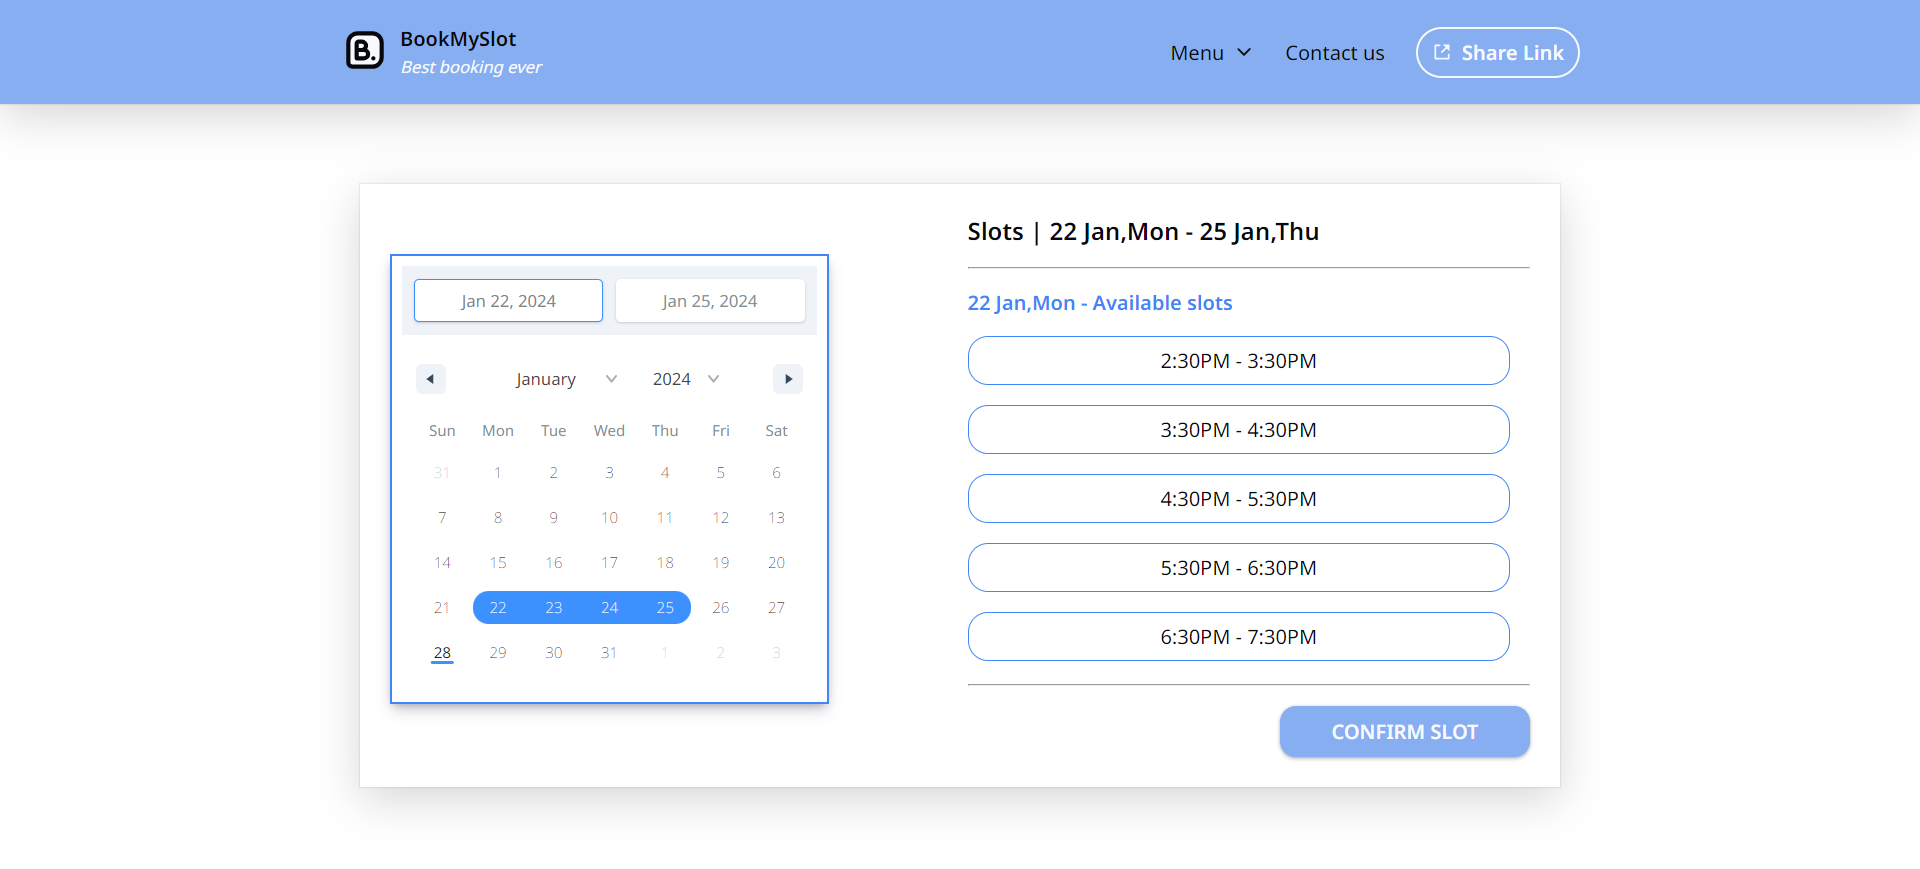 B.
BookMySlot
Best booking ever
Menu
Contact us
Share Link
Jan 22, 2024
Jan 25, 2024
January
2024
Sun Mon Tue Wed Thu Fri Sat
31 1 2 3 4 5 6
7 8 9 10 11 12 13
14 15 16 17 18 19 20
21 22 23 24 25 26 27
28 29 30 31 1 2 3
Slots | 22 Jan,Mon - 25 Jan,Thu
22 Jan,Mon - Available slots
2:30PM - 3:30PM
3:30PM - 4:30PM
4:30PM - 5:30PM
5:30PM - 6:30PM
6:30PM - 7:30PM
CONFIRM SLOT